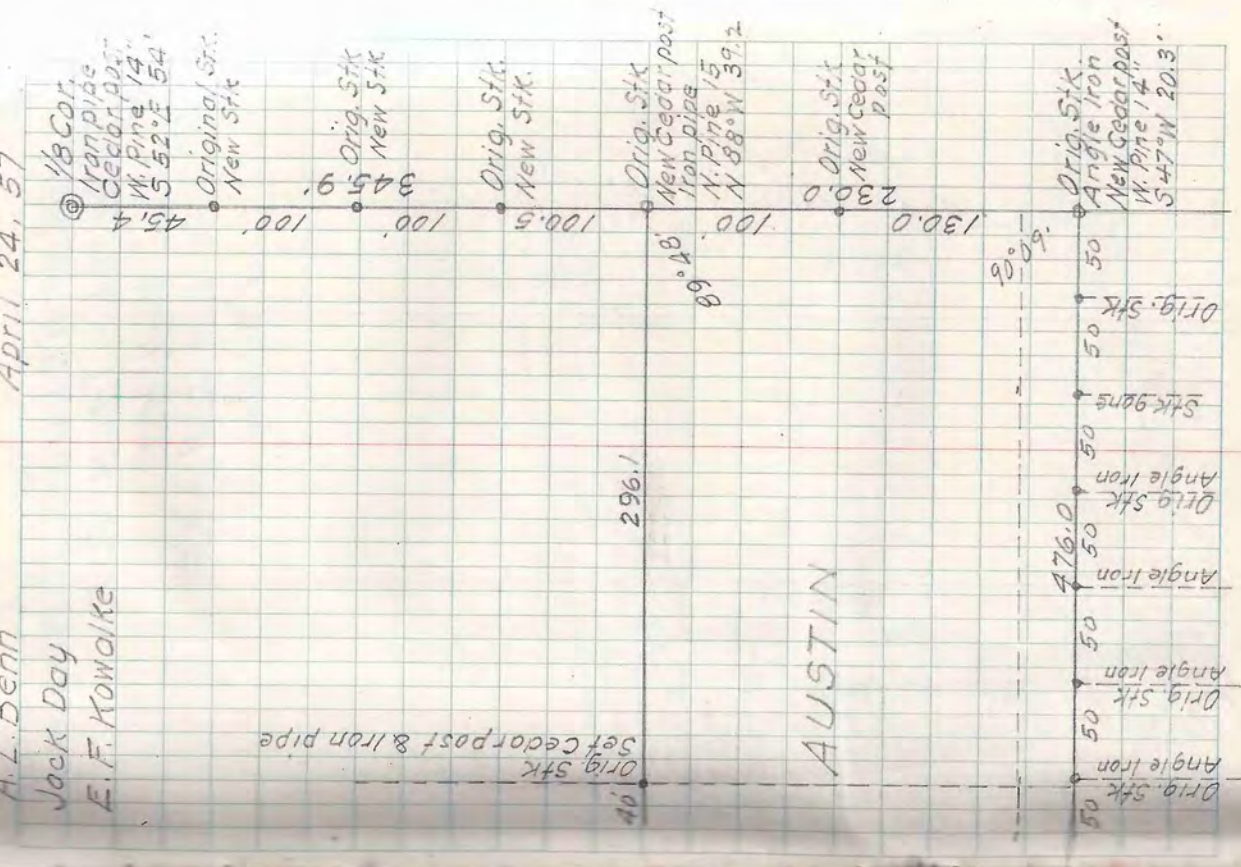 A.L. Benn
April 24, 57
Jack Day
E. F. Kowalke
1/8 Cor.
Iron pipe
Cedar post
W. Pine 14"
S 52° E 54'
45.4
Original Stk.
New Stk
100'
345.9'
Orig. Stk
New Stk
100'
Orig. Stk.
New Stk.
100.5
Orig. Stk
New Cedar post
Iron pipe
N. Pine 15
N 88° W 39.2
89° 48'
100'
230.0'
Orig. Stk
New Cedar
post
130.0
90° 09'
Orig. Stk.
Angle Iron
New Cedar post
W. Pine 14"
S 47° W 20.3'
296.1
Orig. Stk
Set Cedar post & Iron pipe
40'
AUSTIN
476.0
50
Orig. Stk
50
Stk gone
50
Orig. Stk
Angle Iron
50
Angle Iron
50
Orig. Stk
Angle Iron
50
Orig. Stk
Angle Iron
50